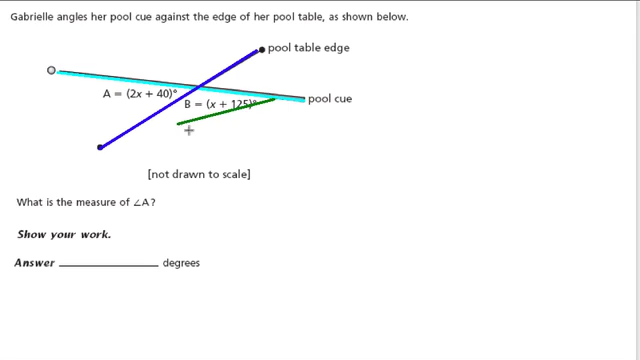 Gabrielle angles her pool cue against the edge of her pool table, as shown below.
pool table edge
A = (2x + 40)°
pool cue
B = (x + 125)°
[not drawn to scale]
What is the measure of ∠A?
Show your work.
Answer ______________ degrees